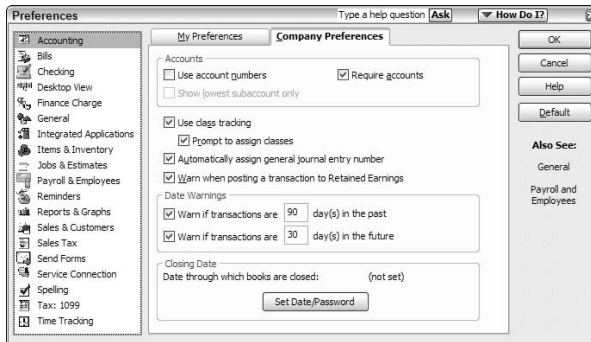 Preferences
Type a help question Ask
How Do I?
Accounting
Bills
Checking
Desktop View
Finance Charge
General
Integrated Applications
Items & Inventory
Jobs & Estimates
Payroll & Employees
Reminders
Reports & Graphs
Sales & Customers
Sales Tax
Send Forms
Service Connection
Spelling
Tax: 1099
Time Tracking
My Preferences
Company Preferences
Accounts
Use account numbers
Require accounts
Show lowest subaccount only
Use class tracking
Prompt to assign classes
Automatically assign general journal entry number
Warn when posting a transaction to Retained Earnings
Date Warnings
Warn if transactions are 90 day(s) in the past
Warn if transactions are 30 day(s) in the future
Closing Date
Date through which books are closed: (not set)
Set Date/Password
OK
Cancel
Help
Default
Also See:
General
Payroll and
Employees